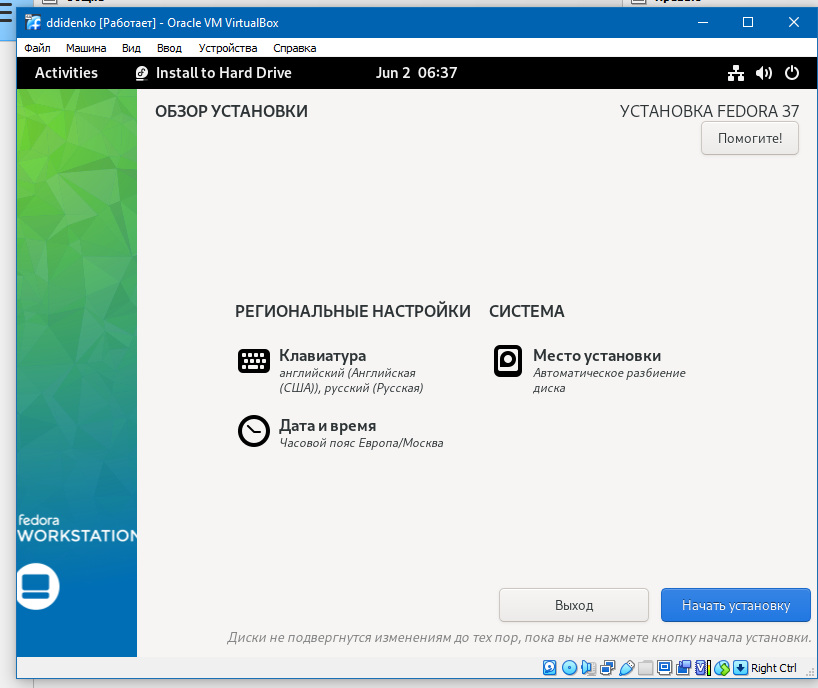 ddidenko [Работает] - Oracle VM VirtualBox
Файл Машина Вид Ввод Устройства Справка
Activities Install to Hard Drive Jun 2 06:37
ОБЗОР УСТАНОВКИ
УСТАНОВКА FEDORA 37
Помогите!
РЕГИОНАЛЬНЫЕ НАСТРОЙКИ
Клавиатура
английский (Английская
(США)), русский (Русская)
Дата и время
Часовой пояс Европа/Москва
СИСТЕМА
Место установки
Автоматическое разбиение
диска
fedora
WORKSTATION
Выход
Начать установку
Диски не подвергнутся изменениям до тех пор, пока вы не нажмете кнопку начала установки.
Right Ctrl